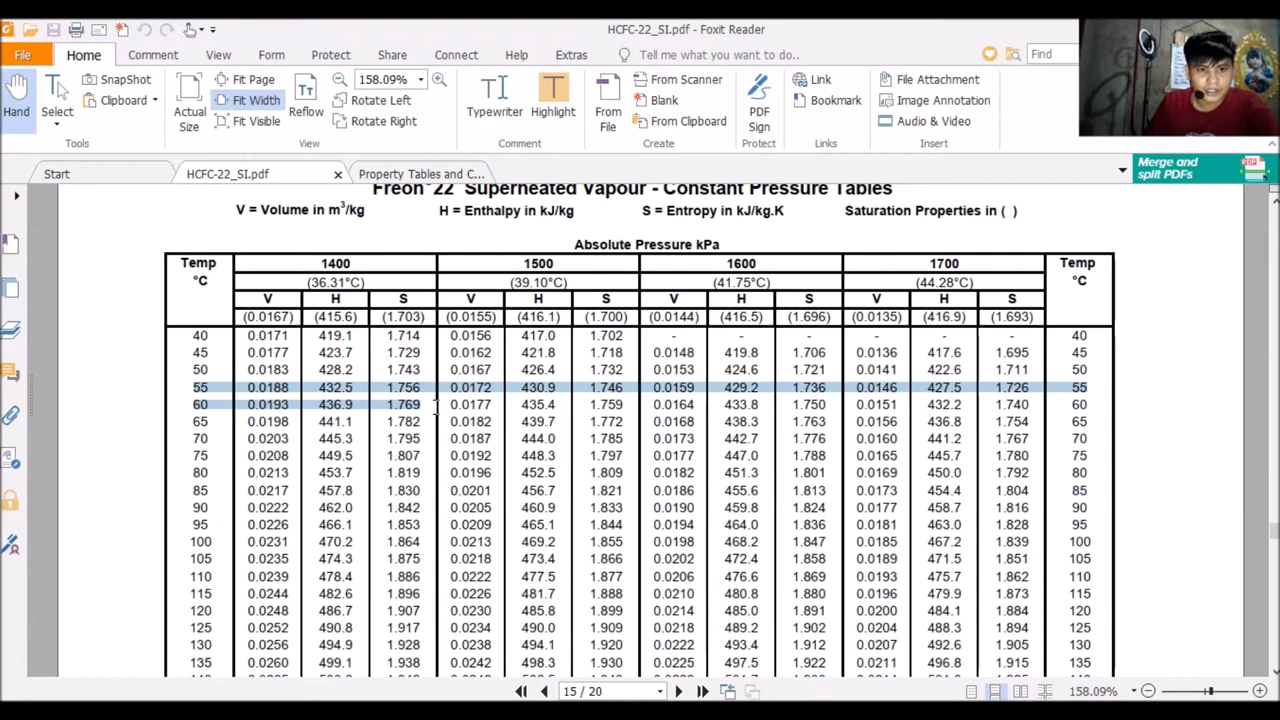 HCFC-22_SI.pdf - Foxit Reader
File Home Comment View Form Protect Share Connect Help Extras Tell me what you want to do... Find
Hand
Select
SnapShot
Clipboard
Tools
Actual Size
Fit Page
Fit Width
Fit Visible
Reflow
158.09%
Rotate Left
Rotate Right
View
Typewriter
Highlight
Comment
From File
From Scanner
Blank
From Clipboard
Create
PDF Sign
Protect
Link
Bookmark
Links
File Attachment
Image Annotation
Audio & Video
Insert
Start HCFC-22_SI.pdf Property Tables and C...
Merge and split PDFs
Freon 22 Superheated Vapour - Constant Pressure Tables
V = Volume in m³/kg H = Enthalpy in kJ/kg S = Entropy in kJ/kg.K Saturation Properties in ( )
Absolute Pressure kPa
Temp 1400 1500 1600 1700 Temp
°C (36.31°C) (39.10°C) (41.75°C) (44.28°C) °C
V H S V H S V H S V H S
(0.0167) (415.6) (1.703) (0.0155) (416.1) (1.700) (0.0144) (416.5) (1.696) (0.0135) (416.9) (1.693)
40 0.0171 419.1 1.714 0.0156 417.0 1.702 - - - - - - 40
45 0.0177 423.7 1.729 0.0162 421.8 1.718 0.0148 419.8 1.706 0.0136 417.6 1.695 45
50 0.0183 428.2 1.743 0.0167 426.4 1.732 0.0153 424.6 1.721 0.0141 422.6 1.711 50
55 0.0188 432.5 1.756 0.0172 430.9 1.746 0.0159 429.2 1.736 0.0146 427.5 1.726 55
60 0.0193 436.9 1.769 0.0177 435.4 1.759 0.0164 433.8 1.750 0.0151 432.2 1.740 60
65 0.0198 441.1 1.782 0.0182 439.7 1.772 0.0168 438.3 1.763 0.0156 436.8 1.754 65
70 0.0203 445.3 1.795 0.0187 444.0 1.785 0.0173 442.7 1.776 0.0160 441.2 1.767 70
75 0.0208 449.5 1.807 0.0192 448.3 1.797 0.0177 447.0 1.788 0.0165 445.7 1.780 75
80 0.0213 453.7 1.819 0.0196 452.5 1.809 0.0182 451.3 1.801 0.0169 450.0 1.792 80
85 0.0217 457.8 1.830 0.0201 456.7 1.821 0.0186 455.6 1.813 0.0173 454.4 1.804 85
90 0.0222 462.0 1.842 0.0205 460.9 1.833 0.0190 459.8 1.824 0.0177 458.7 1.816 90
95 0.0226 466.1 1.853 0.0209 465.1 1.844 0.0194 464.0 1.836 0.0181 463.0 1.828 95
100 0.0231 470.2 1.864 0.0213 469.2 1.855 0.0198 468.2 1.847 0.0185 467.2 1.839 100
105 0.0235 474.3 1.875 0.0218 473.4 1.866 0.0202 472.4 1.858 0.0189 471.5 1.851 105
110 0.0239 478.4 1.886 0.0222 477.5 1.877 0.0206 476.6 1.869 0.0193 475.7 1.862 110
115 0.0244 482.6 1.896 0.0226 481.7 1.888 0.0210 480.8 1.880 0.0196 479.9 1.873 115
120 0.0248 486.7 1.907 0.0230 485.8 1.899 0.0214 485.0 1.891 0.0200 484.1 1.884 120
125 0.0252 490.8 1.917 0.0234 490.0 1.909 0.0218 489.2 1.902 0.0204 488.3 1.894 125
130 0.0256 494.9 1.928 0.0238 494.1 1.920 0.0222 493.4 1.912 0.0207 492.6 1.905 130
135 0.0260 499.1 1.938 0.0242 498.3 1.930 0.0225 497.5 1.922 0.0211 496.8 1.915 135
15 / 20
158.09%